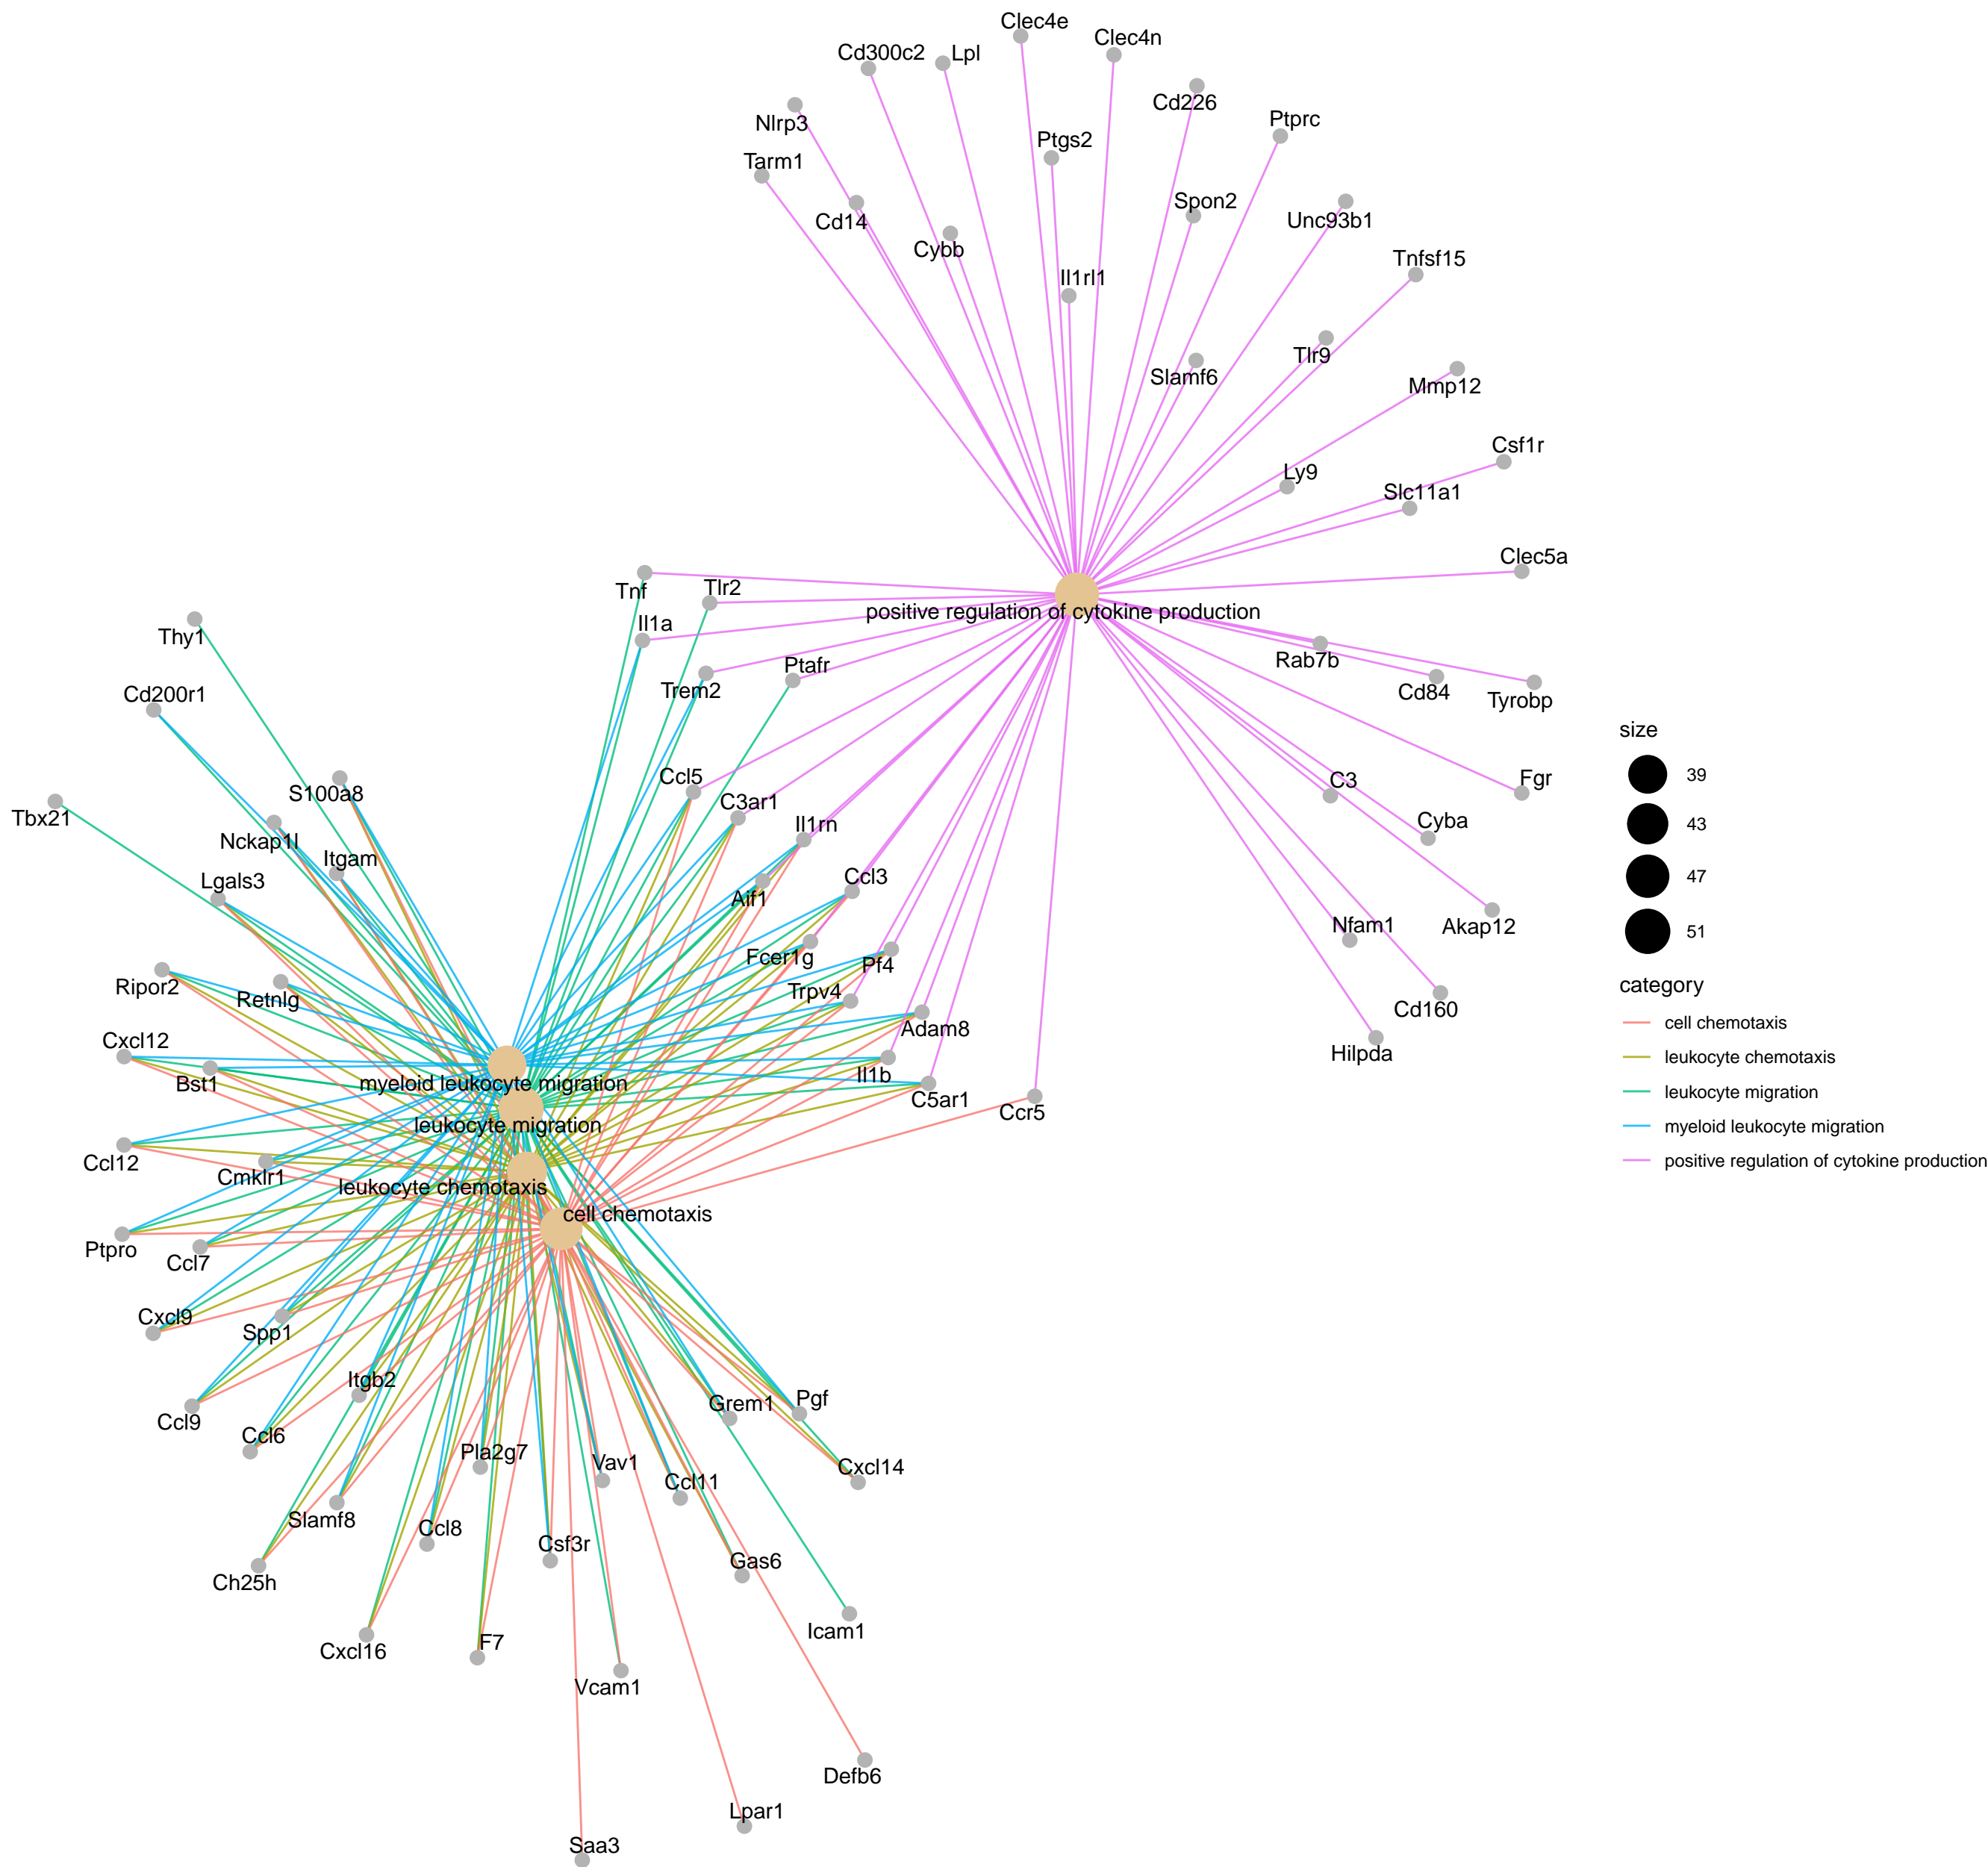 Clec4e
Clec4n
Cd300c2
Lpl
Cd226
Nlrp3
Ptprc
Ptgs2
Tarm1
Spon2
Cd14
Unc93b1
Cybb
Tnfsf15
Il1rl1
Tlr9
Slamf6
Mmp12
Csf1r
Ly9
Slc11a1
Clec5a
Tnf
Tlr2
positive regulation of cytokine production
Il1a
Thy1
Rab7b
Ptafr
Trem2
Cd84
Tyrobp
Cd200r1
size
39
43
47
51
Ccl5
C3
Fgr
S100a8
C3ar1
Tbx21
Il1rn
Cyba
Nckap1l
Itgam
Lgals3
Ccl3
Aif1
Nfam1
Akap12
Fcer1g
Pf4
Ripor2
Retnlg
Trpv4
Cd160
category
cell chemotaxis
leukocyte chemotaxis
leukocyte migration
myeloid leukocyte migration
positive regulation of cytokine production
Adam8
Cxcl12
Hilpda
Bst1
myeloid leukocyte migration
Il1b
C5ar1
Ccr5
leukocyte migration
Ccl12
Cmklr1
leukocyte chemotaxis
cell chemotaxis
Ptpro
Ccl7
Cxcl9
Spp1
Itgb2
Ccl9
Grem1
Pgf
Ccl6
Pla2g7
Vav1
Ccl11
Cxcl14
Slamf8
Ccl8
Csf3r
Gas6
Ch25h
Icam1
Cxcl16
F7
Vcam1
Defb6
Lpar1
Saa3